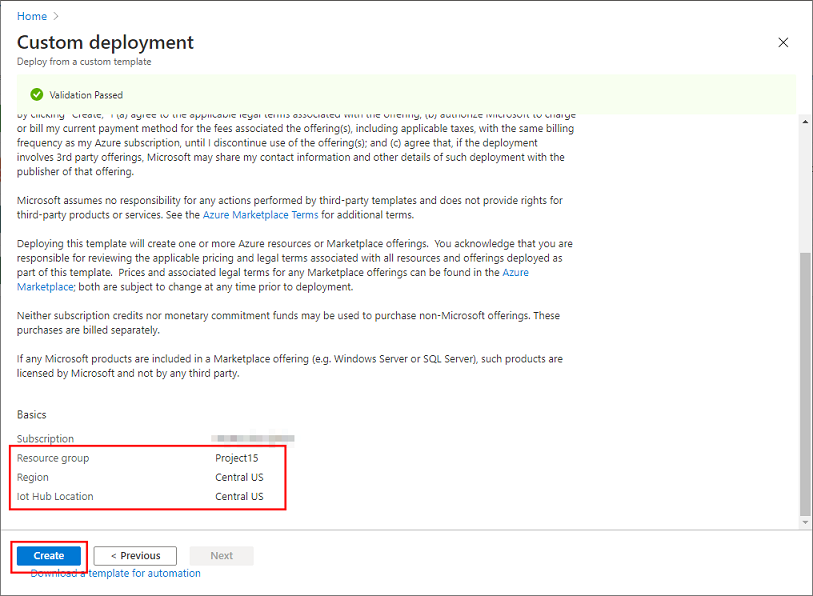 Home >
Custom deployment
Deploy from a custom template
Validation Passed
by clicking "Create," I (a) agree to the applicable legal terms associated with the offering; (b) authorize Microsoft to charge
or bill my current payment method for the fees associated the offering(s), including applicable taxes, with the same billing
frequency as my Azure subscription, until I discontinue use of the offering(s); and (c) agree that, if the deployment
involves 3rd party offerings, Microsoft may share my contact information and other details of such deployment with the
publisher of that offering.
Microsoft assumes no responsibility for any actions performed by third-party templates and does not provide rights for
third-party products or services. See the Azure Marketplace Terms for additional terms.
Deploying this template will create one or more Azure resources or Marketplace offerings. You acknowledge that you are
responsible for reviewing the applicable pricing and legal terms associated with all resources and offerings deployed as
part of this template. Prices and associated legal terms for any Marketplace offerings can be found in the Azure
Marketplace; both are subject to change at any time prior to deployment.
Neither subscription credits nor monetary commitment funds may be used to purchase non-Microsoft offerings. These
purchases are billed separately.
If any Microsoft products are included in a Marketplace offering (e.g. Windows Server or SQL Server), such products are
licensed by Microsoft and not by any third party.
Basics
Subscription
Resource group Project15
Region Central US
Iot Hub Location Central US
Create < Previous Next
Download a template for automation